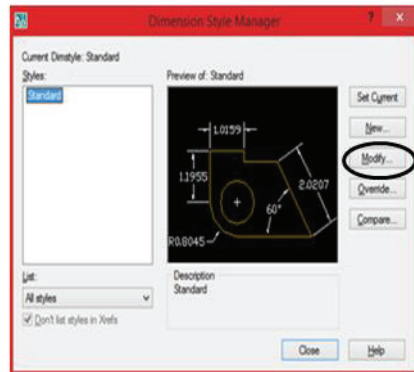 Dimension Style Manager
? x
Current Dimstyle: Standard
Styles:
Standard
Preview of: Standard
1.0159
1.1955
2.0207
60°
R0.8045
Set Current
New...
Modify...
Override...
Compare...
List:
All styles
Don't list styles in Xrefs
Description
Standard
Close
Help